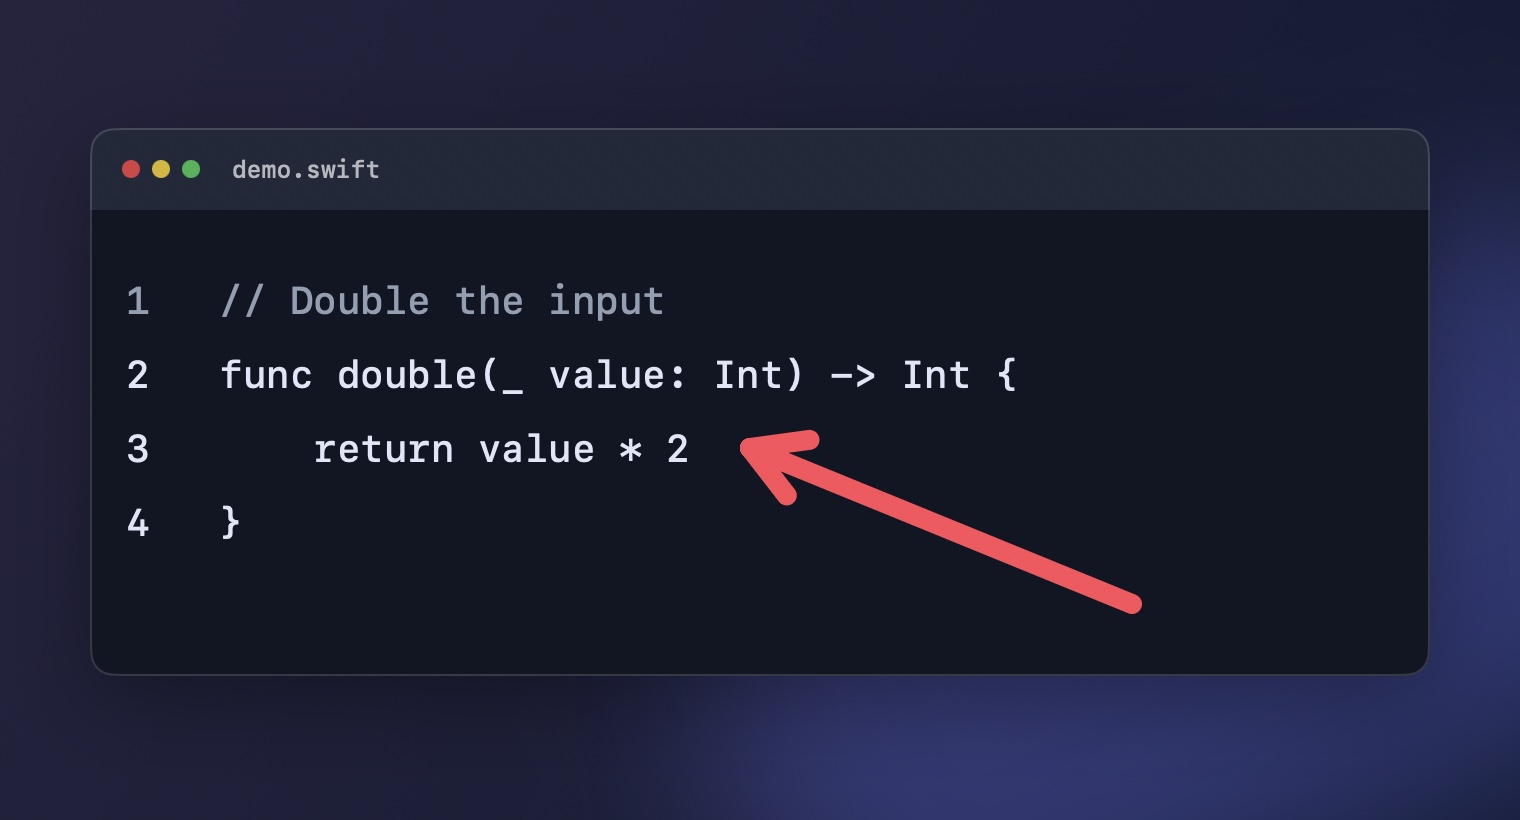 demo.swift
1 // Double the input
2 func double(_ value: Int) -> Int {
3     return value * 2
4 }